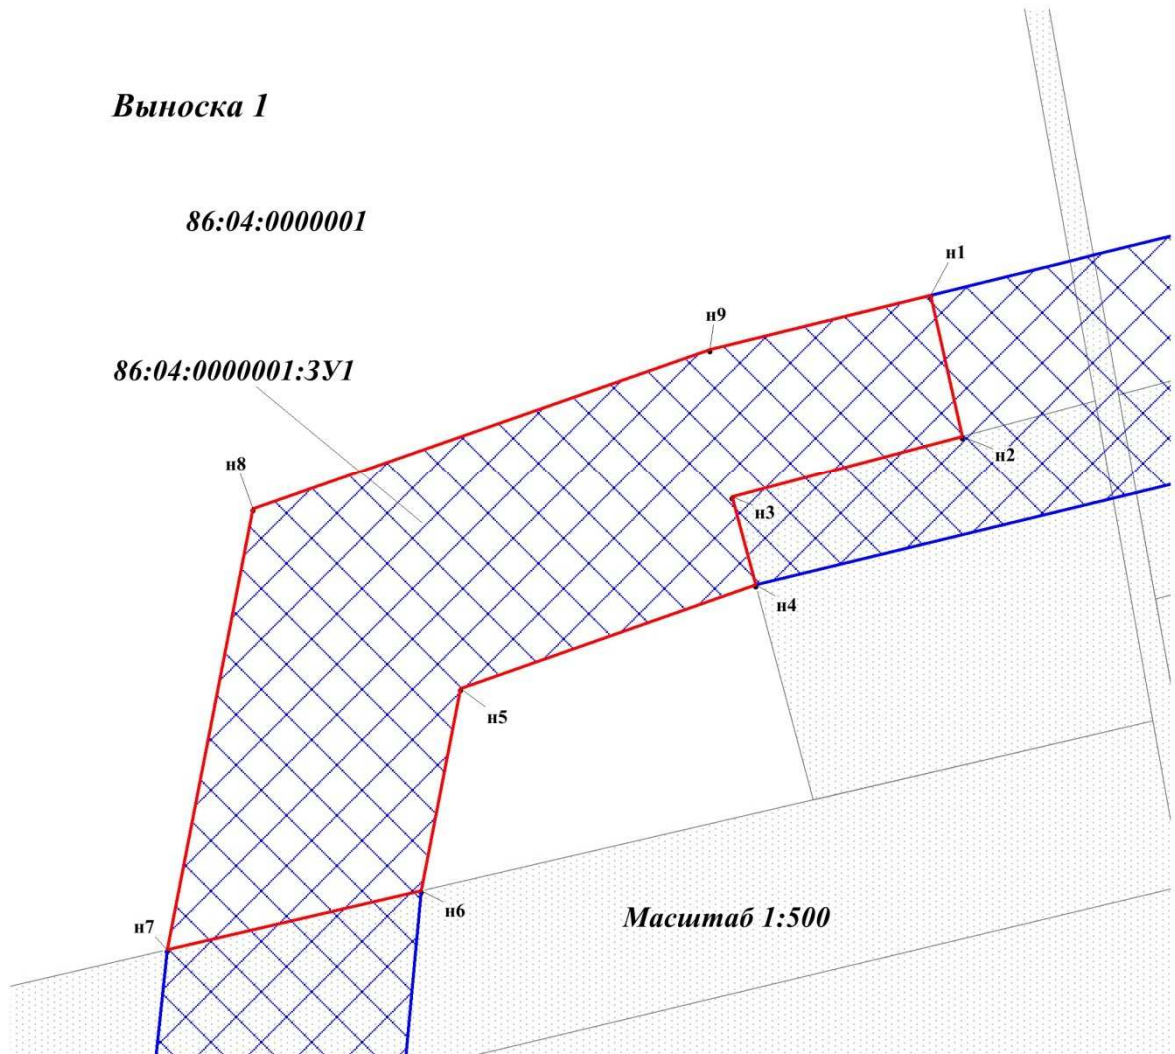 Выноска 1
86:04:0000001
н1
н9
86:04:0000001:ЗУ1
н8
н2
н3
н4
н5
н6
Масштаб 1:500
н7